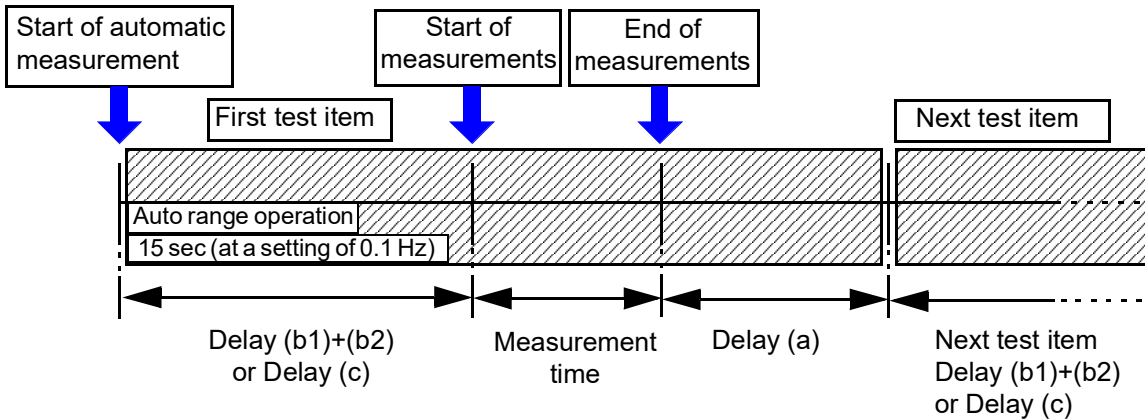 Start of automatic
measurement
Start of
measurements
End of
measurements
First test item
Next test item
Auto range operation
15 sec (at a setting of 0.1 Hz)
Delay (b1)+(b2)
or Delay (c)
Measurement
time
Delay (a)
Next test item
Delay (b1)+(b2)
or Delay (c)